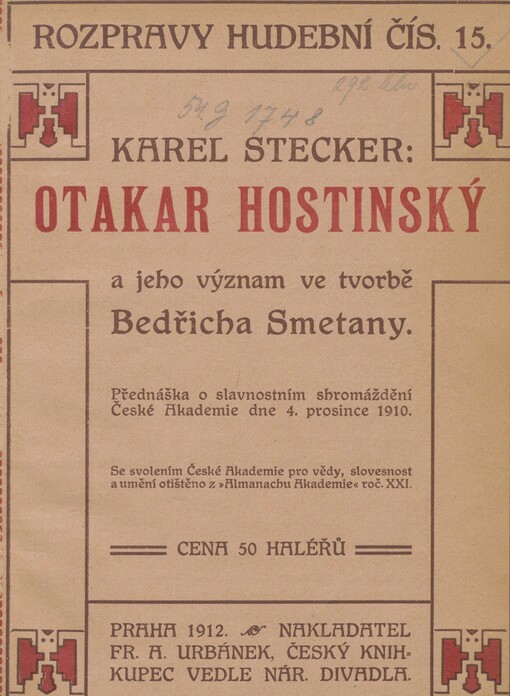 ROZPRAVY HUDEBNÍ ČÍS. 15.
54 G 1748
KAREL STECKER:
OTAKAR HOSTINSKÝ
a jeho význam ve tvorbě
Bedřicha Smetany.
Přednáška o slavnostním shromáždění
České Akademie dne 4. prosince 1910.
Se svolením České Akademie pro vědy, slovesnost
a umění otištěno z »Almanachu Akademie« roč. XXI.
CENA 50 HALÉŘŮ
PRAHA 1912. NAKLADATEL
FR. A. URBÁNEK, ČESKÝ KNIH-
KUPEC VEDLE NÁR. DIVADLA.